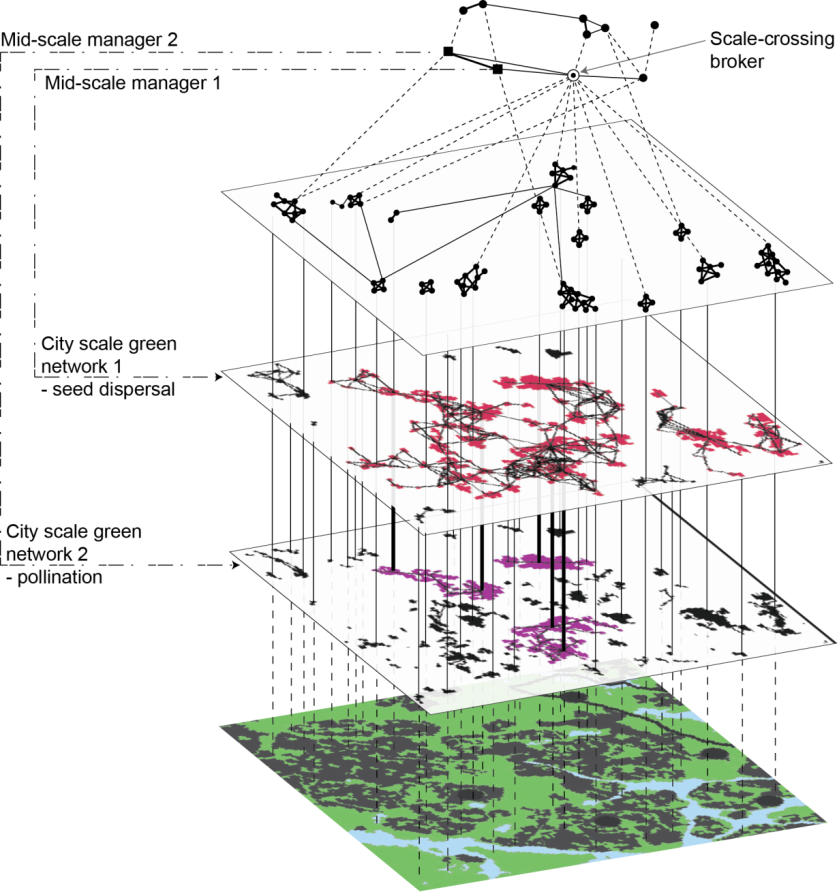 Mid-scale manager 2
Mid-scale manager 1
Scale-crossing
broker
City scale green
network 1
- seed dispersal
City scale green
network 2
- pollination